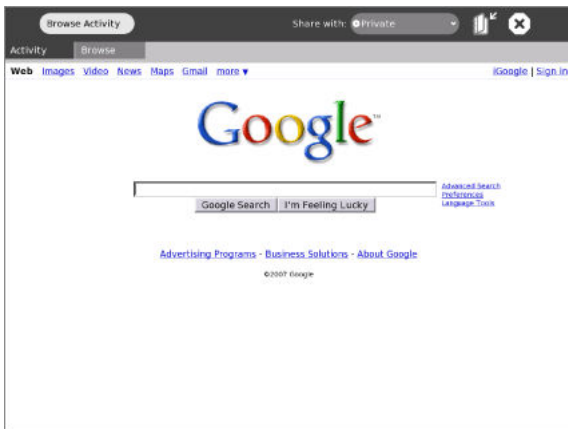 Browse Activity Share with: Private
Activity Browse
Web Images Video News Maps Gmail more ▼ iGoogle | Sign in
Google™
Advanced Search
Preferences
Language Tools
Google Search I'm Feeling Lucky
Advertising Programs - Business Solutions - About Google
©2007 Google